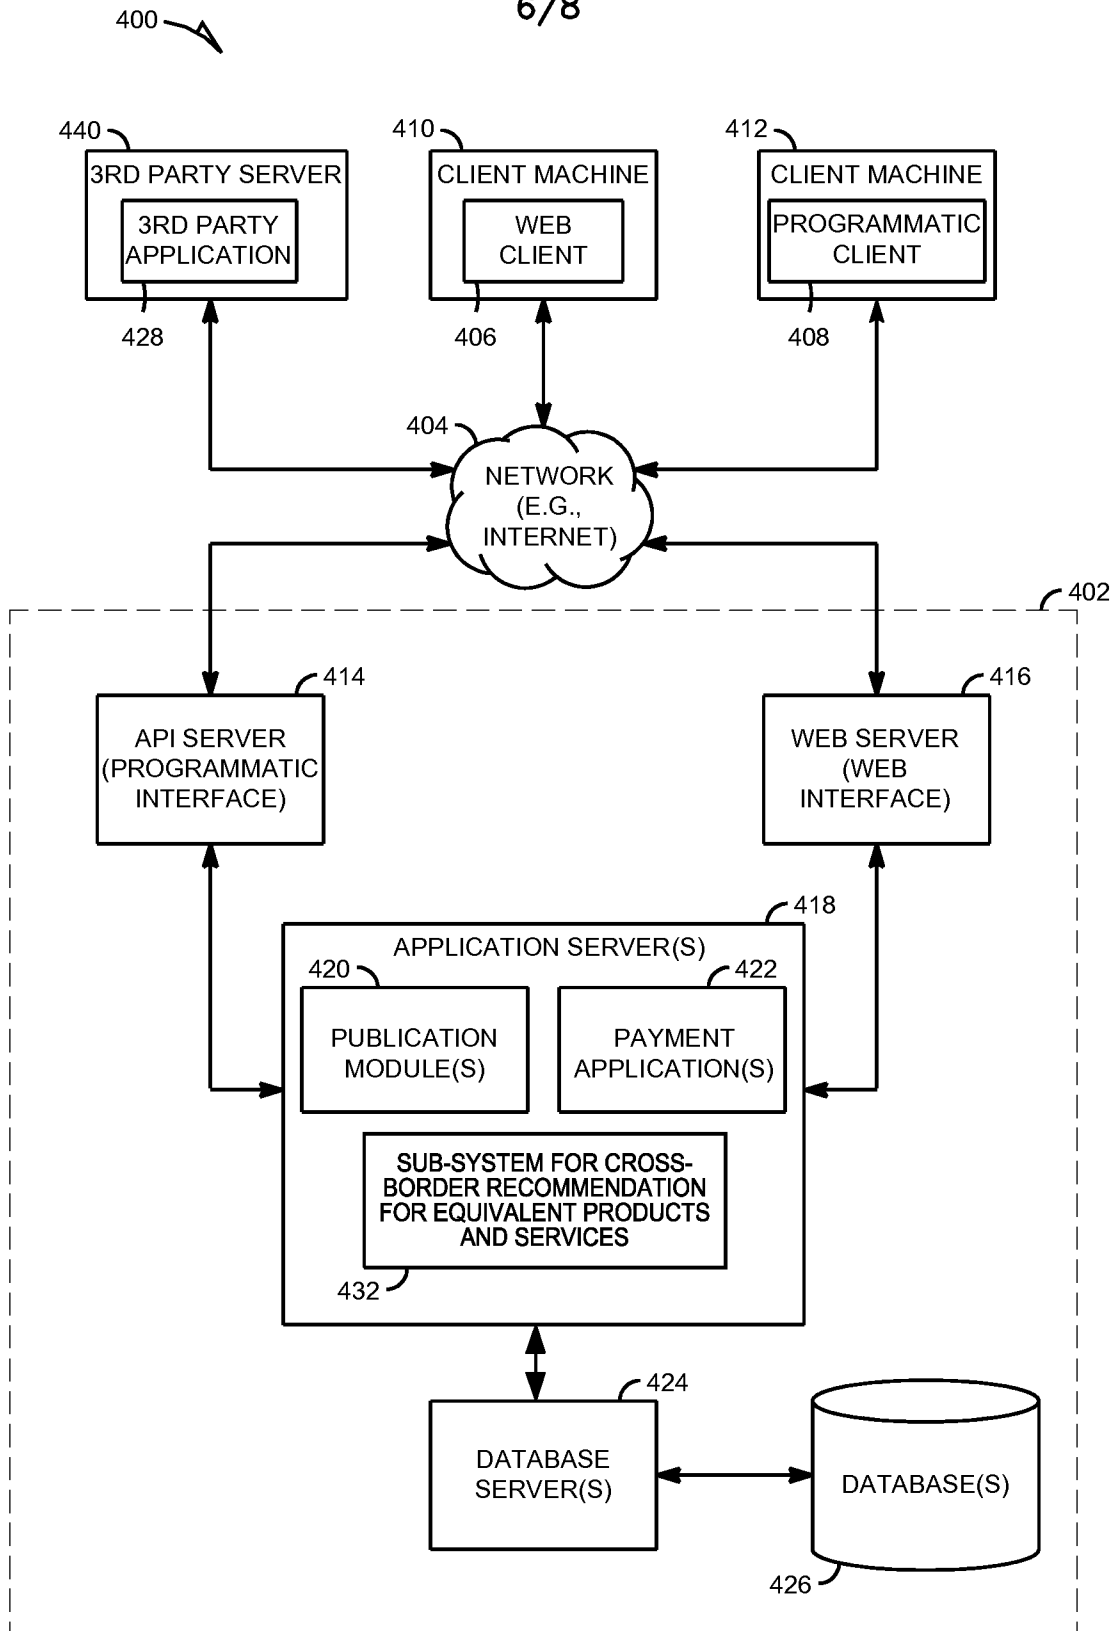 6/8
400
440
3RD PARTY SERVER
3RD PARTY
APPLICATION
428
410
CLIENT MACHINE
WEB
CLIENT
406
412
CLIENT MACHINE
PROGRAMMATIC
CLIENT
408
404
NETWORK
(E.G.,
INTERNET)
402
414
API SERVER
(PROGRAMMATIC
INTERFACE)
416
WEB SERVER
(WEB
INTERFACE)
418
APPLICATION SERVER(S)
420
PUBLICATION
MODULE(S)
422
PAYMENT
APPLICATION(S)
SUB-SYSTEM FOR CROSS-
BORDER RECOMMENDATION
FOR EQUIVALENT PRODUCTS
AND SERVICES
432
424
DATABASE
SERVER(S)
DATABASE(S)
426